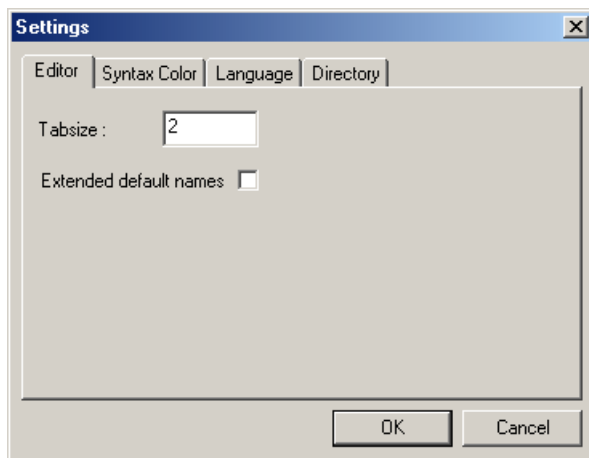 Settings
Editor Syntax Color Language Directory
Tabsize : 2
Extended default names
OK Cancel